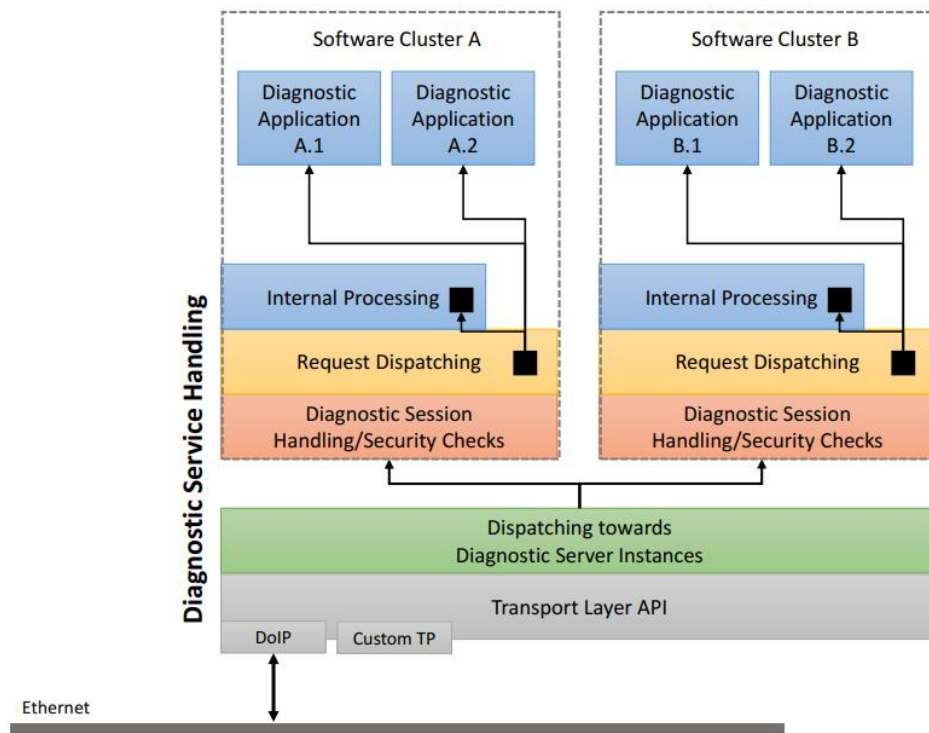 Software Cluster A
Diagnostic
Application
A.1
Diagnostic
Application
A.2
Internal Processing
Request Dispatching
Diagnostic Session
Handling/Security Checks
Software Cluster B
Diagnostic
Application
B.1
Diagnostic
Application
B.2
Internal Processing
Request Dispatching
Diagnostic Session
Handling/Security Checks
Diagnostic Service Handling
Dispatching towards
Diagnostic Server Instances
Transport Layer API
DoIP
Custom TP
Ethernet